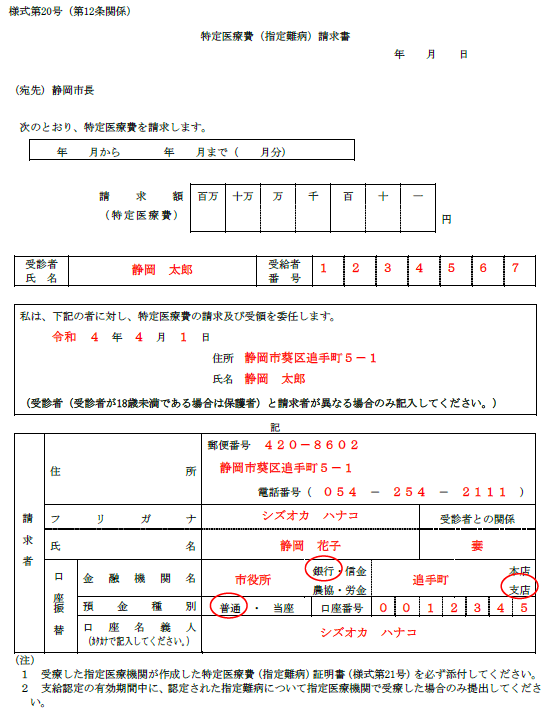 様式第20号（第12条関係）
特定医療費（指定難病）請求書
年　　月　　日
（宛先）静岡市長
次のとおり、特定医療費を請求します。
年　　月から　　　　年　　月まで（　　月分）
請　求　額　百万　十万　万　千　百　十　一
（特定医療費）　円
受診者　静岡　太郎　受給者　1 2 3 4 5 6 7
氏　名　番　号
私は、下記の者に対し、特定医療費の請求及び受領を委任します。
令和　４　年　４　月　１　日
住所　静岡市葵区追手町５－１
氏名　静岡　太郎
（受診者（受診者が18歳未満である場合は保護者）と請求者が異なる場合のみ記入してください。）
記
請求者
住　所
郵便番号　４２０－８６０２
静岡市葵区追手町５－１
電話番号（　０５４　－　２５４　－　２１１１　）
フリガナ　シズオカ　ハナコ　受診者との関係
氏　名　静岡　花子　妻
口座振替
金融機関名　市役所　銀行・信金　追手町　本店
農協・労金　支店
預金種別　普通　・　当座　口座番号　０ ０ １ ２ ３ ４ ５
口座名義人　シズオカ　ハナコ
（ｶﾀｶﾅで記入してください。）
（注）
１　受療した指定医療機関が作成した特定医療費（指定難病）証明書（様式第21号）を必ず添付してください。
２　支給認定の有効期間中に、認定された指定難病について指定医療機関で受療した場合のみ提出してくださ
い。